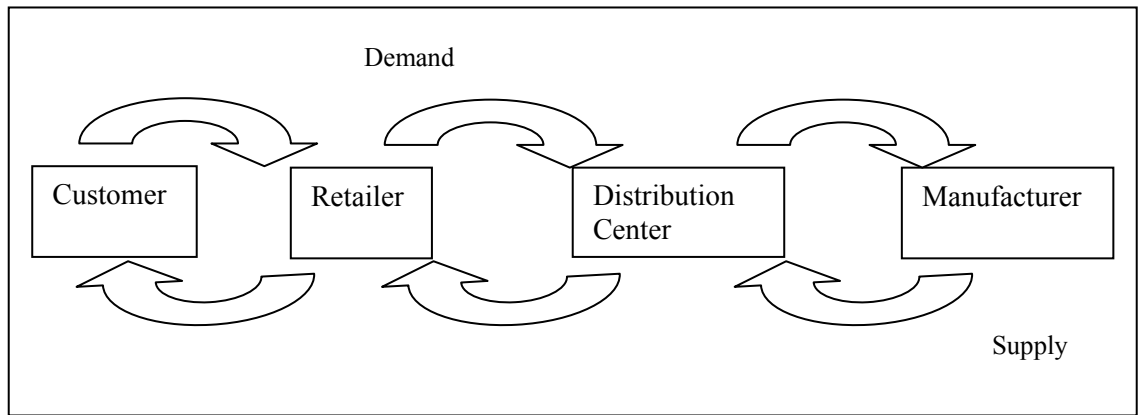 Demand
Customer
Retailer
Distribution
Center
Manufacturer
Supply